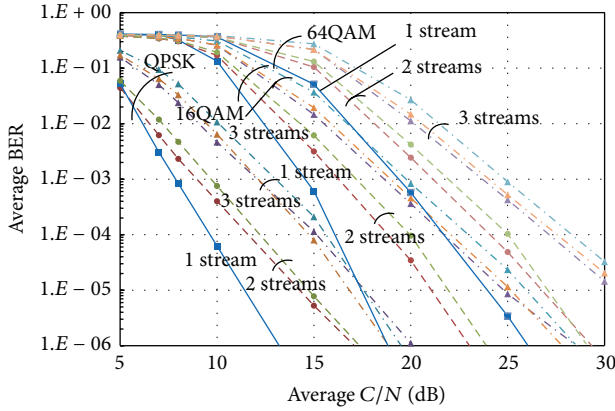 1.E + 00
64QAM
1 stream
QPSK
2 streams
1.E − 01
16QAM
3 streams
3 streams
1.E − 02
1 stream
1.E − 03
3 streams
2 streams
1.E − 04
1 stream
2 streams
1.E − 05
1.E − 06
5 10 15 20 25 30
Average BER
Average C/N (dB)